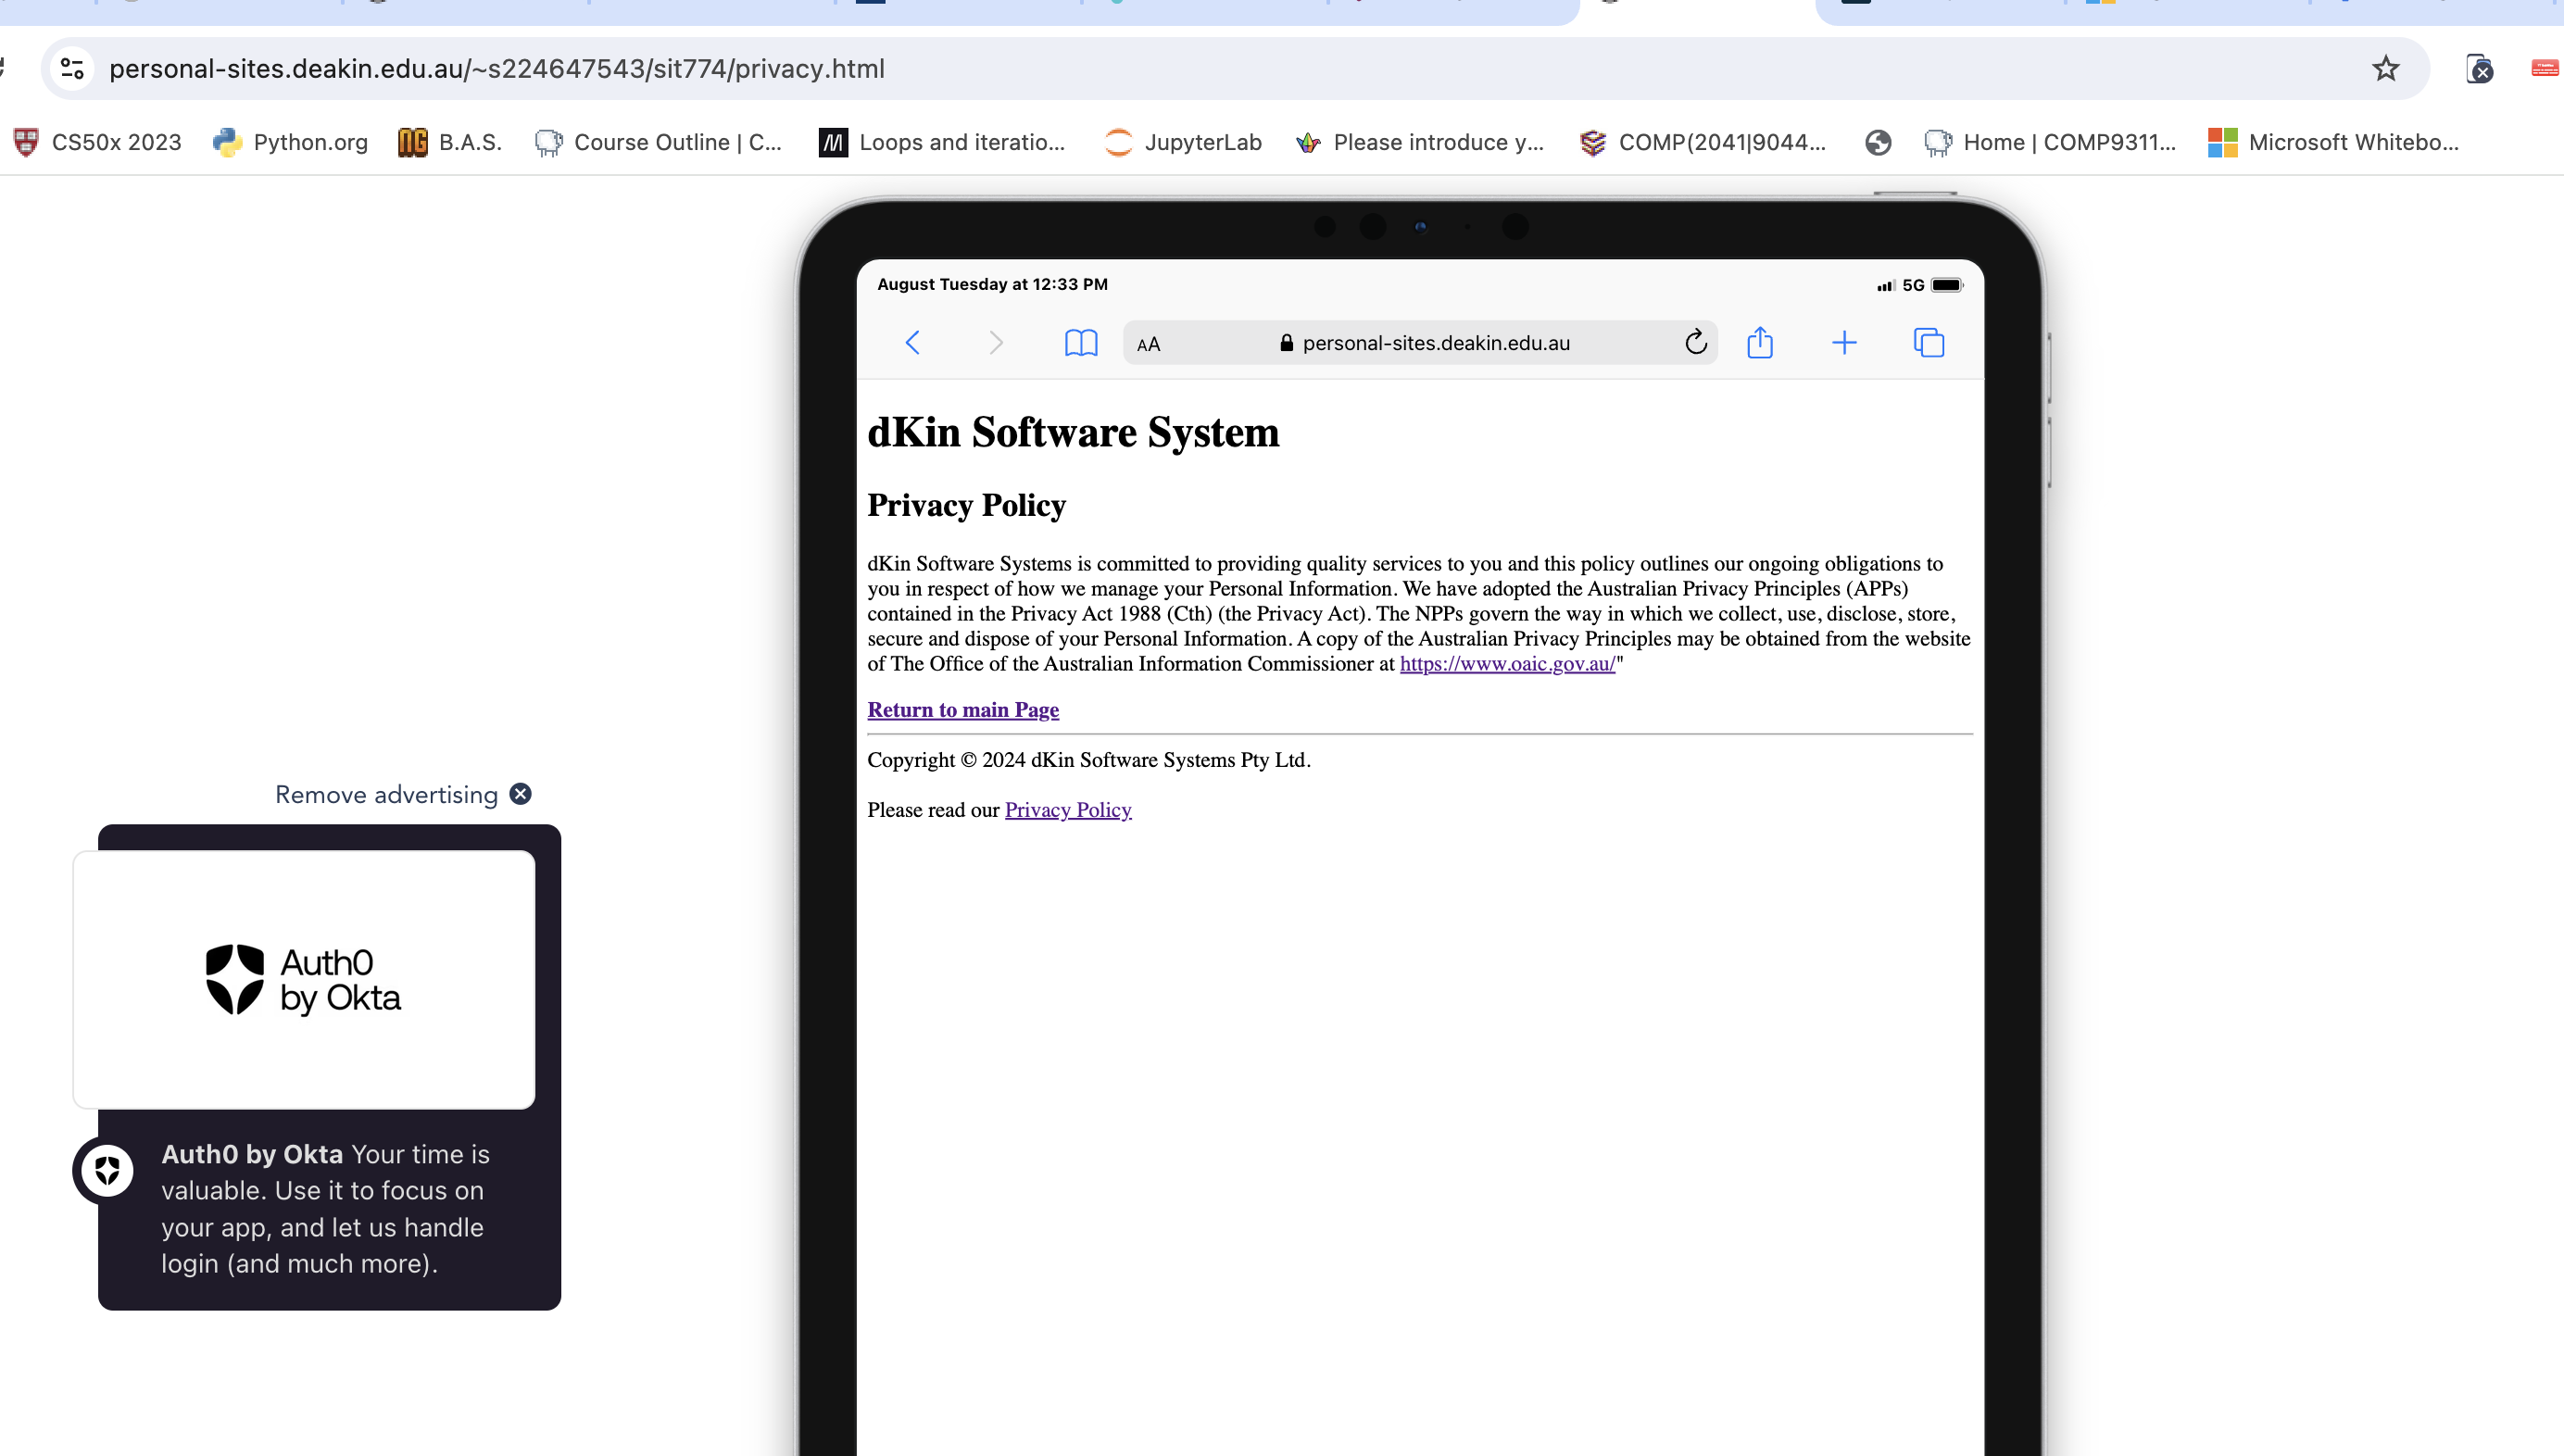 personal-sites.deakin.edu.au/~s224647543/sit774/privacy.html
CS50x 2023 Python.org B.A.S. Course Outline | C... Loops and iteratio... JupyterLab Please introduce y... COMP(2041|9044... Home | COMP9311... Microsoft Whitebo...
August Tuesday at 12:33 PM 5G
AA personal-sites.deakin.edu.au
dKin Software System
Privacy Policy
dKin Software Systems is committed to providing quality services to you and this policy outlines our ongoing obligations to
you in respect of how we manage your Personal Information. We have adopted the Australian Privacy Principles (APPs)
contained in the Privacy Act 1988 (Cth) (the Privacy Act). The NPPs govern the way in which we collect, use, disclose, store,
secure and dispose of your Personal Information. A copy of the Australian Privacy Principles may be obtained from the website
of The Office of the Australian Information Commissioner at https://www.oaic.gov.au/"
Return to main Page
Copyright © 2024 dKin Software Systems Pty Ltd.
Please read our Privacy Policy
Remove advertising
Auth0
by Okta
Auth0 by Okta Your time is
valuable. Use it to focus on
your app, and let us handle
login (and much more).